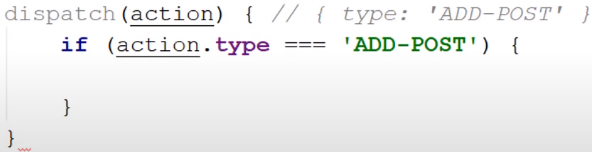 dispatch(action) { // { type: 'ADD-POST' }
if (action.type === 'ADD-POST') {
}
}